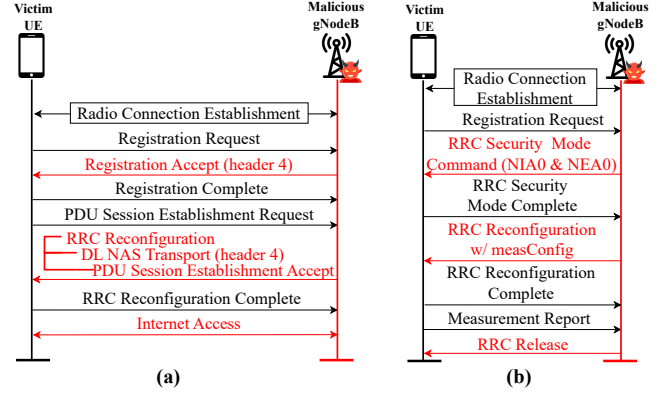 Victim
UE
Malicious
gNodeB
Radio Connection Establishment
Registration Request
Registration Accept (header 4)
Registration Complete
PDU Session Establishment Request
RRC Reconfiguration
DL NAS Transport (header 4)
PDU Session Establishment Accept
RRC Reconfiguration Complete
Internet Access
(a)
Victim
UE
Malicious
gNodeB
Radio Connection
Establishment
Registration Request
RRC Security Mode
Command (NIA0 & NEA0)
RRC Security
Mode Complete
RRC Reconfiguration
w/ measConfig
RRC Reconfiguration
Complete
Measurement Report
RRC Release
(b)